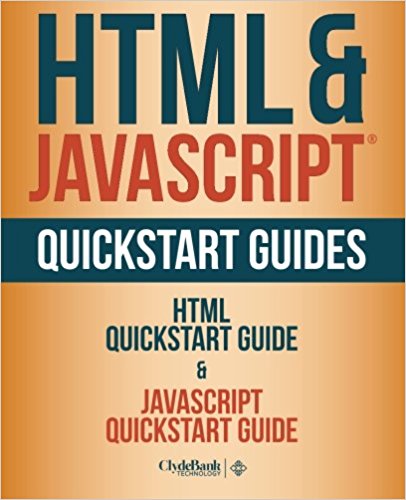 HTML &
JAVASCRIPT®
QUICKSTART GUIDES
HTML
QUICKSTART GUIDE
&
JAVASCRIPT
QUICKSTART GUIDE
ClydeBank
TECHNOLOGY